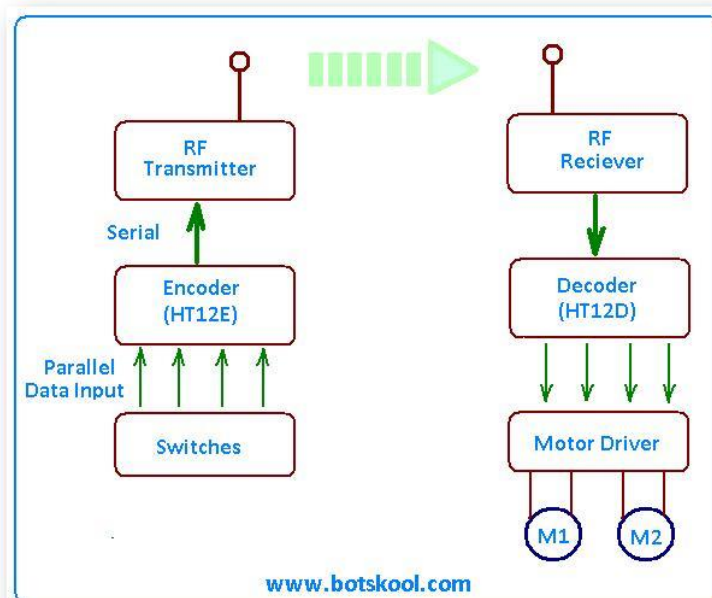 RF
Transmitter
Serial
Encoder
(HT12E)
Parallel
Data Input
Switches
RF
Reciever
Decoder
(HT12D)
Motor Driver
M1
M2
www.botskool.com